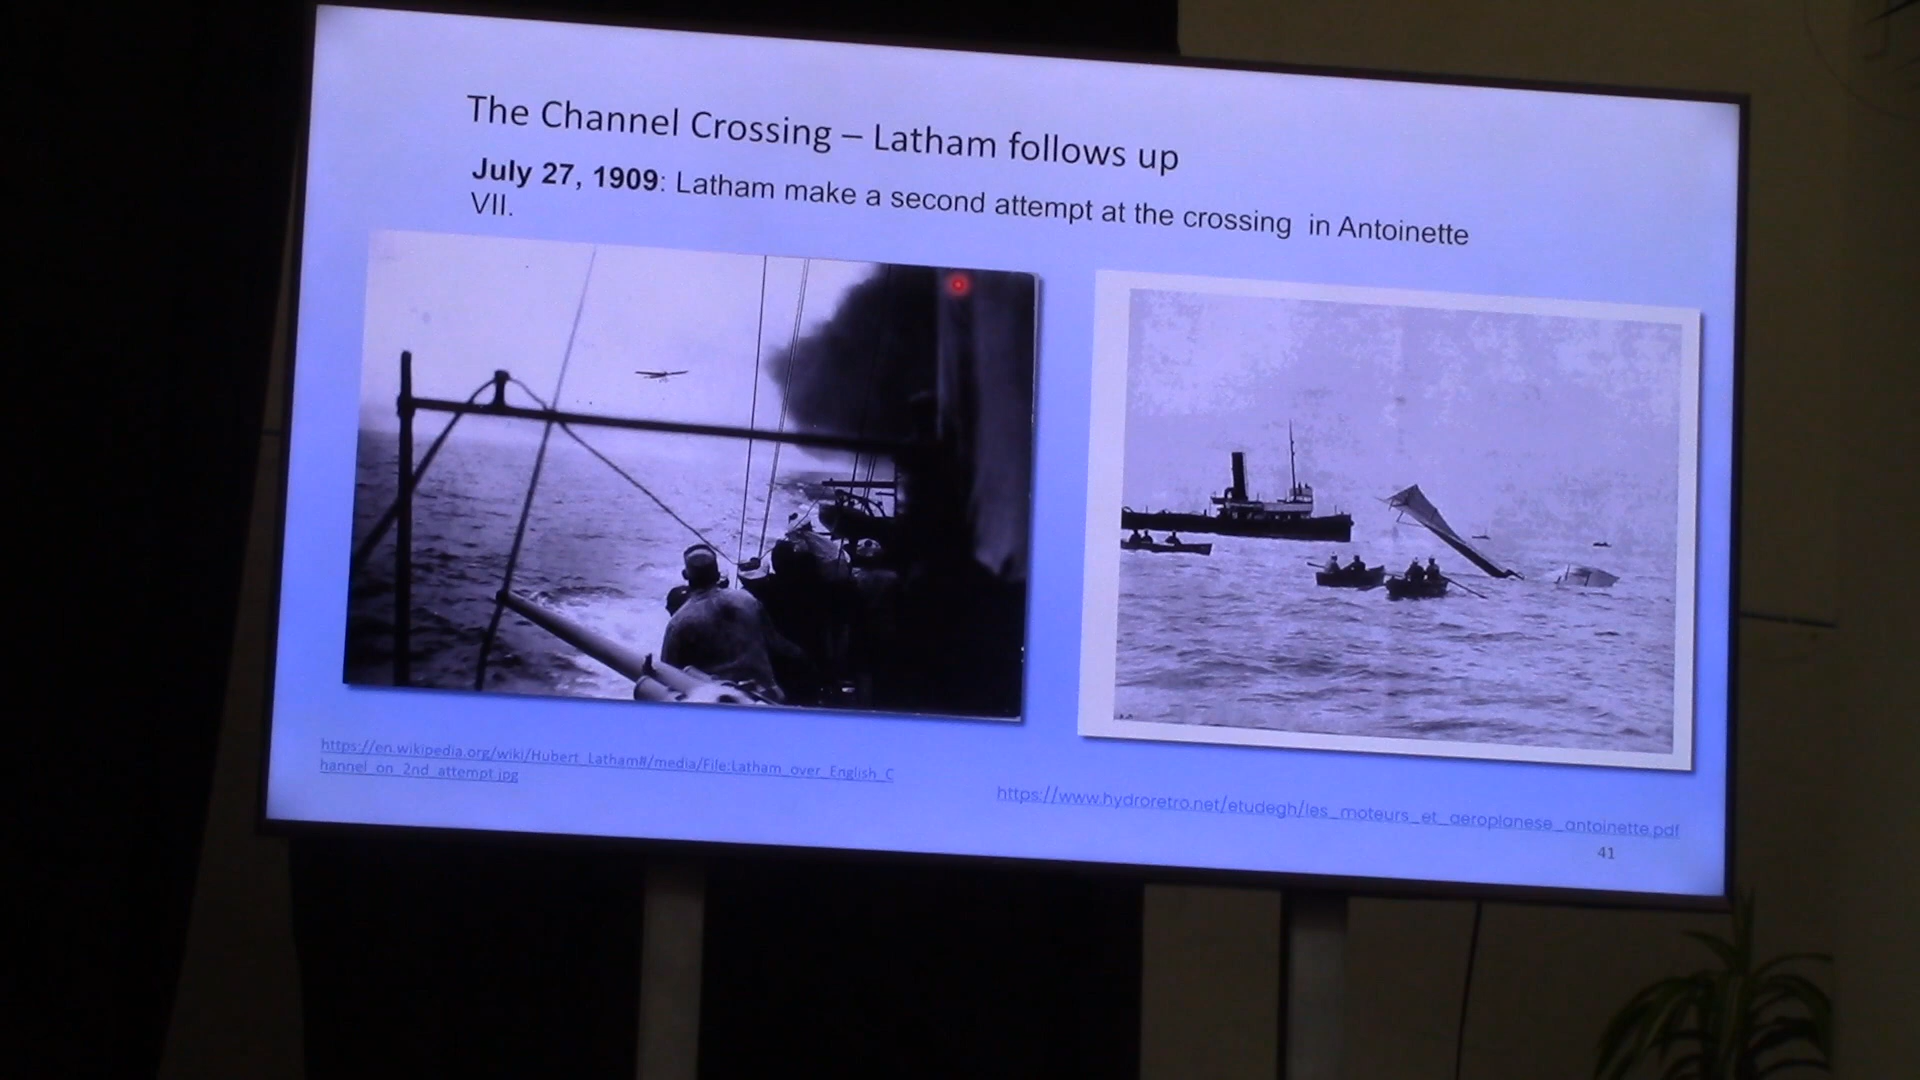 The Channel Crossing – Latham follows up
July 27, 1909: Latham make a second attempt at the crossing in Antoinette
VII.
https://en.wikipedia.org/wiki/Hubert_Latham#/media/File:Latham_over_English_C
hannel_on_2nd_attempt.jpg
https://www.hydroretro.net/etudegh/les_moteurs_et_aeroplanese_antoinette.pdf
41